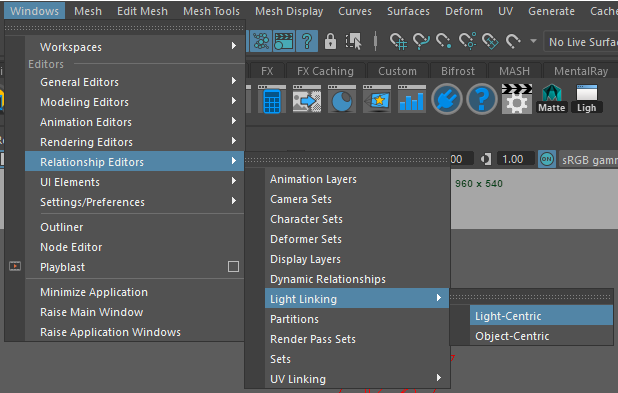 Windows Mesh Edit Mesh Mesh Tools Mesh Display Curves Surfaces Deform UV Generate Cache
No Live Surfa
FX FX Caching Custom Bifrost MASH MentalRay
Matte Ligh
Workspaces
Editors
General Editors
Modeling Editors
Animation Editors
Rendering Editors
Relationship Editors
UI Elements
Settings/Preferences
Outliner
Node Editor
Playblast
Minimize Application
Raise Main Window
Raise Application Windows
00 1.00 ON sRGB gamm
960 x 540
Animation Layers
Camera Sets
Character Sets
Deformer Sets
Display Layers
Dynamic Relationships
Light Linking
Partitions
Render Pass Sets
Sets
UV Linking
Light-Centric
Object-Centric